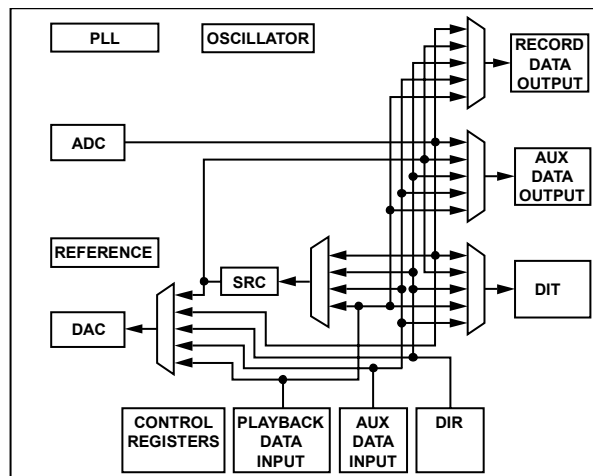 PLL
OSCILLATOR
RECORD
DATA
OUTPUT
ADC
AUX
DATA
OUTPUT
REFERENCE
SRC
DIT
DAC
CONTROL
REGISTERS
PLAYBACK
DATA
INPUT
AUX
DATA
INPUT
DIR